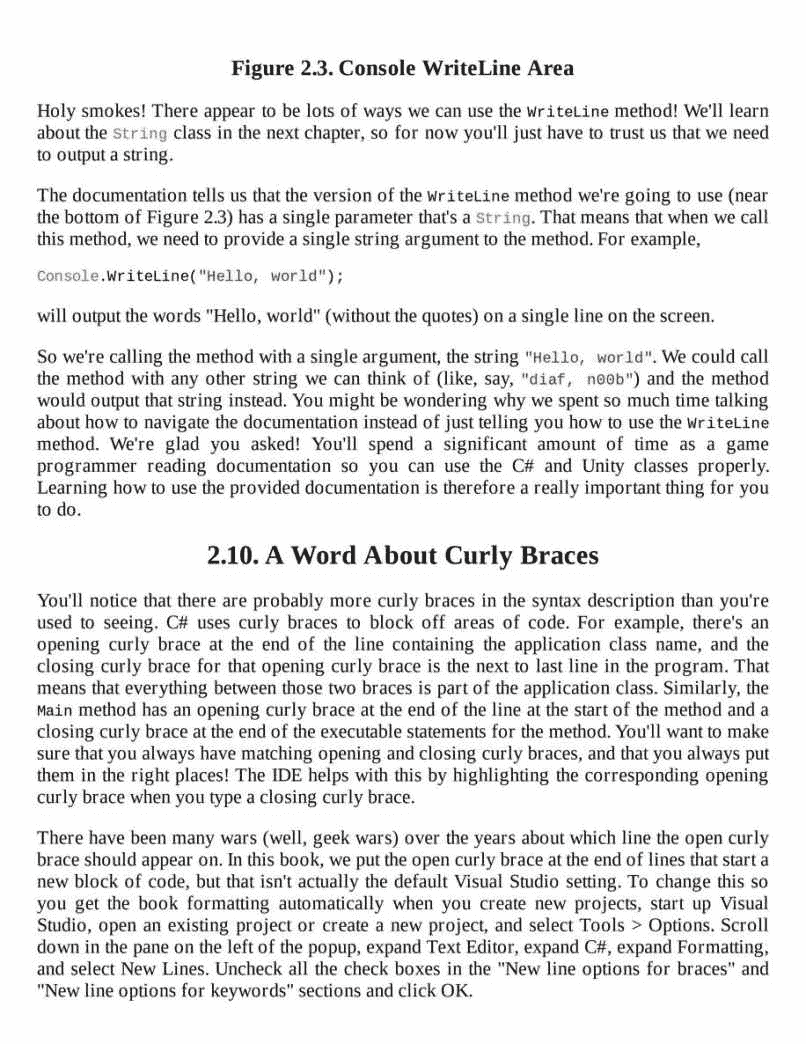 Figure 2.3. Console WriteLine Area
Holy smokes! There appear to be lots of ways we can use the WriteLine method! We'll learn
about the String class in the next chapter, so for now you'll just have to trust us that we need
to output a string.
The documentation tells us that the version of the WriteLine method we're going to use (near
the bottom of Figure 2.3) has a single parameter that's a String. That means that when we call
this method, we need to provide a single string argument to the method. For example,
Console.WriteLine("Hello, world");
will output the words "Hello, world" (without the quotes) on a single line on the screen.
So we're calling the method with a single argument, the string "Hello, world". We could call
the method with any other string we can think of (like, say, "diaf, n00b") and the method
would output that string instead. You might be wondering why we spent so much time talking
about how to navigate the documentation instead of just telling you how to use the WriteLine
method. We're glad you asked! You'll spend a significant amount of time as a game
programmer reading documentation so you can use the C# and Unity classes properly.
Learning how to use the provided documentation is therefore a really important thing for you
to do.
2.10. A Word About Curly Braces
You'll notice that there are probably more curly braces in the syntax description than you're
used to seeing. C# uses curly braces to block off areas of code. For example, there's an
opening curly brace at the end of the line containing the application class name, and the
closing curly brace for that opening curly brace is the next to last line in the program. That
means that everything between those two braces is part of the application class. Similarly, the
Main method has an opening curly brace at the end of the line at the start of the method and a
closing curly brace at the end of the executable statements for the method. You'll want to make
sure that you always have matching opening and closing curly braces, and that you always put
them in the right places! The IDE helps with this by highlighting the corresponding opening
curly brace when you type a closing curly brace.
There have been many wars (well, geek wars) over the years about which line the open curly
brace should appear on. In this book, we put the open curly brace at the end of lines that start a
new block of code, but that isn't actually the default Visual Studio setting. To change this so
you get the book formatting automatically when you create new projects, start up Visual
Studio, open an existing project or create a new project, and select Tools > Options. Scroll
down in the pane on the left of the popup, expand Text Editor, expand C#, expand Formatting,
and select New Lines. Uncheck all the check boxes in the "New line options for braces" and
"New line options for keywords" sections and click OK.